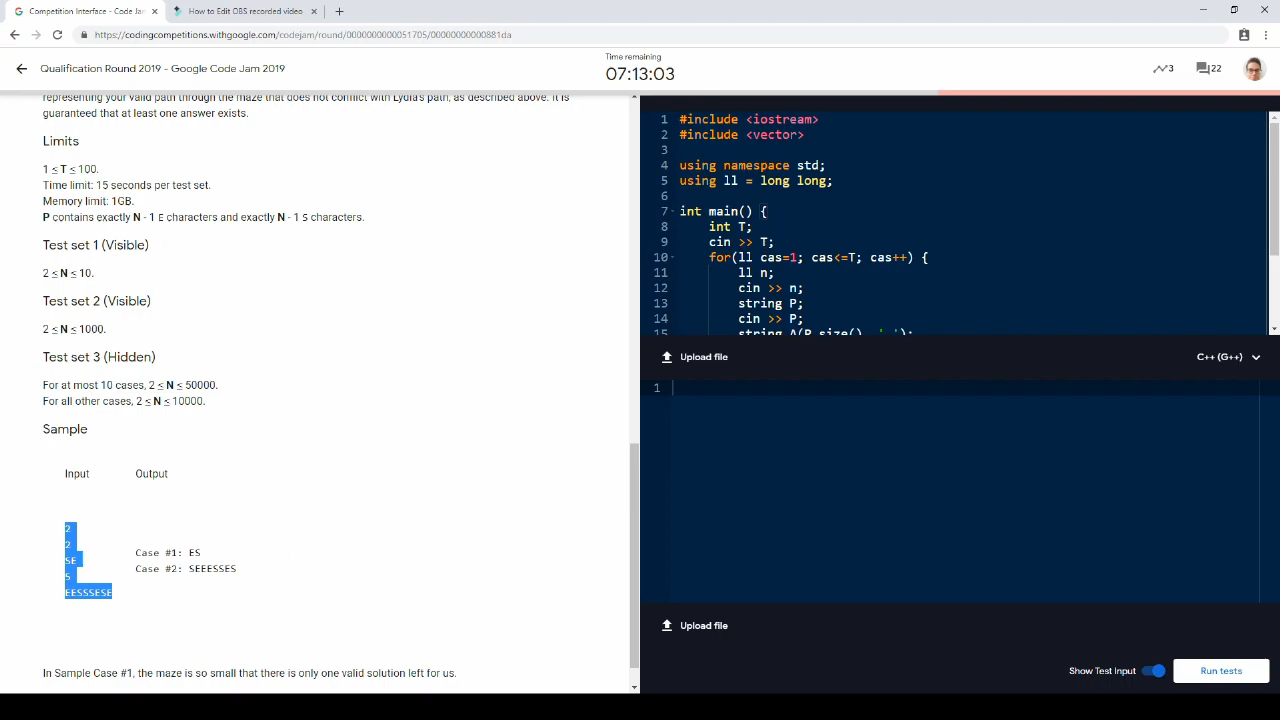 Competition Interface - Code Jam
How to Edit OBS recorded video
https://codingcompetitions.withgoogle.com/codejam/round/0000000000051705/00000000000881da
Qualification Round 2019 - Google Code Jam 2019
Time remaining
07:13:03
3
22
representing your valid path through the maze that does not conflict with Lydia's path, as described above. It is
guaranteed that at least one answer exists.
Limits
1 ≤ T ≤ 100.
Time limit: 15 seconds per test set.
Memory limit: 1GB.
P contains exactly N - 1 E characters and exactly N - 1 S characters.
Test set 1 (Visible)
2 ≤ N ≤ 10.
Test set 2 (Visible)
2 ≤ N ≤ 1000.
Test set 3 (Hidden)
For at most 10 cases, 2 ≤ N ≤ 50000.
For all other cases, 2 ≤ N ≤ 10000.
Sample
Input Output
2
2
SE
5
EESSSESE
Case #1: ES
Case #2: SEEESSES
In Sample Case #1, the maze is so small that there is only one valid solution left for us.
1 #include <iostream>
2 #include <vector>
3
4 using namespace std;
5 using ll = long long;
6
7 int main() {
8 int T;
9 cin >> T;
10 for(ll cas=1; cas<=T; cas++) {
11 ll n;
12 cin >> n;
13 string P;
14 cin >> P;
15 string A(P.size(), '.');
Upload file
C++ (G++)
1
Upload file
Show Test Input
Run tests